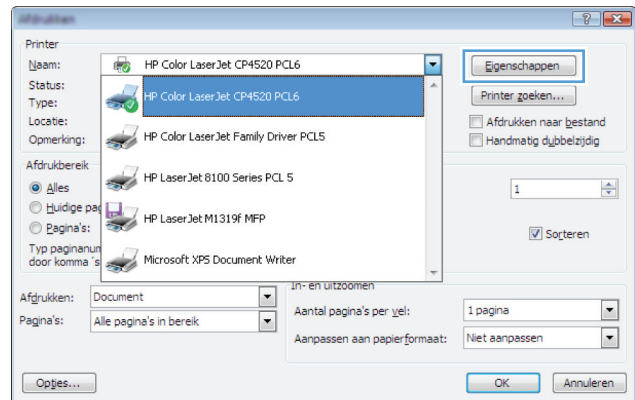 Afdrukken
Printer
Naam: HP Color LaserJet CP4520 PCL6 Eigenschappen
Status:
HP Color LaserJet CP4520 PCL6 Printer zoeken...
Type:
Locatie: Afdrukken naar bestand
Opmerking: HP Color LaserJet Family Driver PCL5 Handmatig dubbelzijdig
Afdrukbereik
HP LaserJet 8100 Series PCL 5
Alles 1
Huidige pag
HP LaserJet M1319f MFP
Pagina's: Sorteren
Typ paginanun
door komma 's Microsoft XPS Document Writer
In- en uitzoomen
Afdrukken: Document
Aantal pagina's per vel: 1 pagina
Pagina's: Alle pagina's in bereik
Aanpassen aan papierformaat: Niet aanpassen
Opties... OK Annuleren